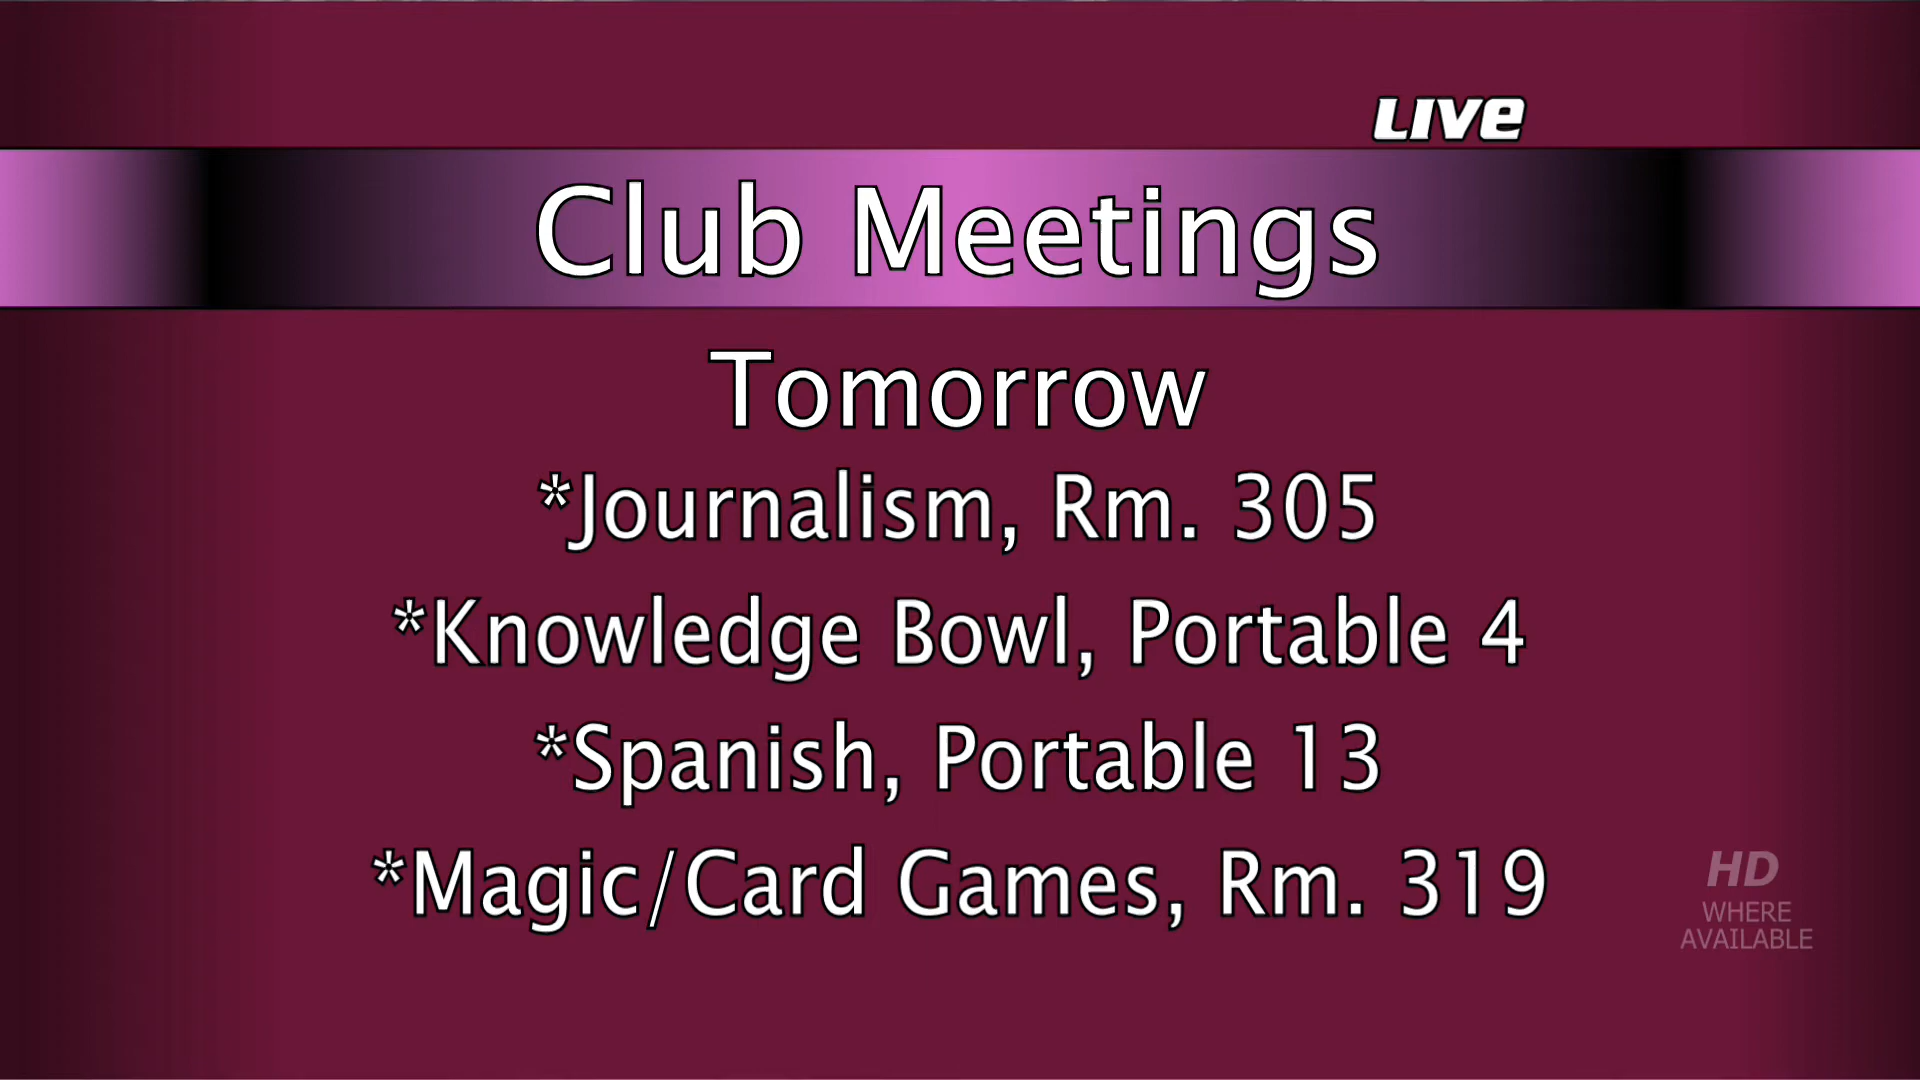 LIVE
Club Meetings
Tomorrow
*Journalism, Rm. 305
*Knowledge Bowl, Portable 4
*Spanish, Portable 13
*Magic/Card Games, Rm. 319
HD
WHERE
AVAILABLE